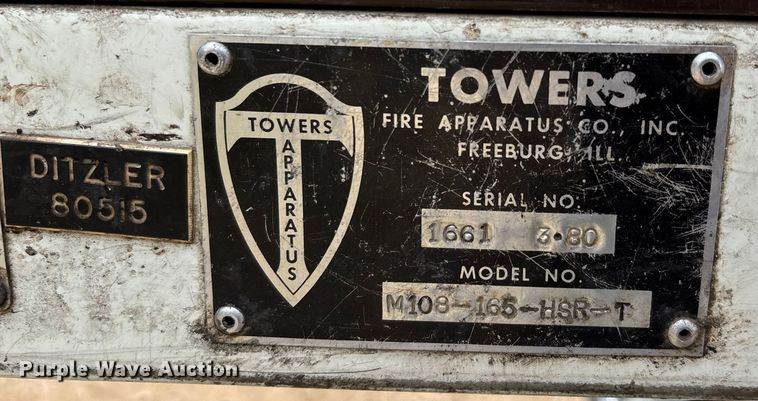 DITZLER
80515
TOWERS
APPARATUS
TOWERS
FIRE APPARATUS CO., INC.
FREEBURG, ILL.
SERIAL NO.
1661 3-80
MODEL NO.
M108-165-HSR-T
Purple Wave Auction